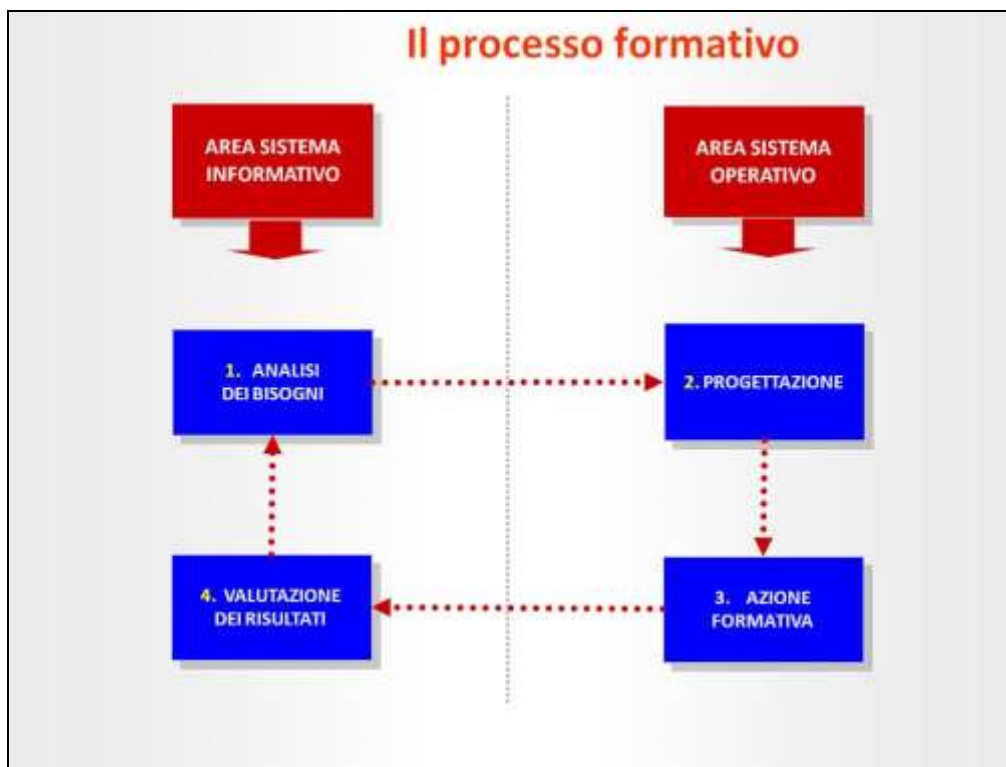 Il processo formativo
AREA SISTEMA
INFORMATIVO
AREA SISTEMA
OPERATIVO
1. ANALISI
DEI BISOGNI
2. PROGETTAZIONE
4. VALUTAZIONE
DEI RISULTATI
3. AZIONE
FORMATIVA